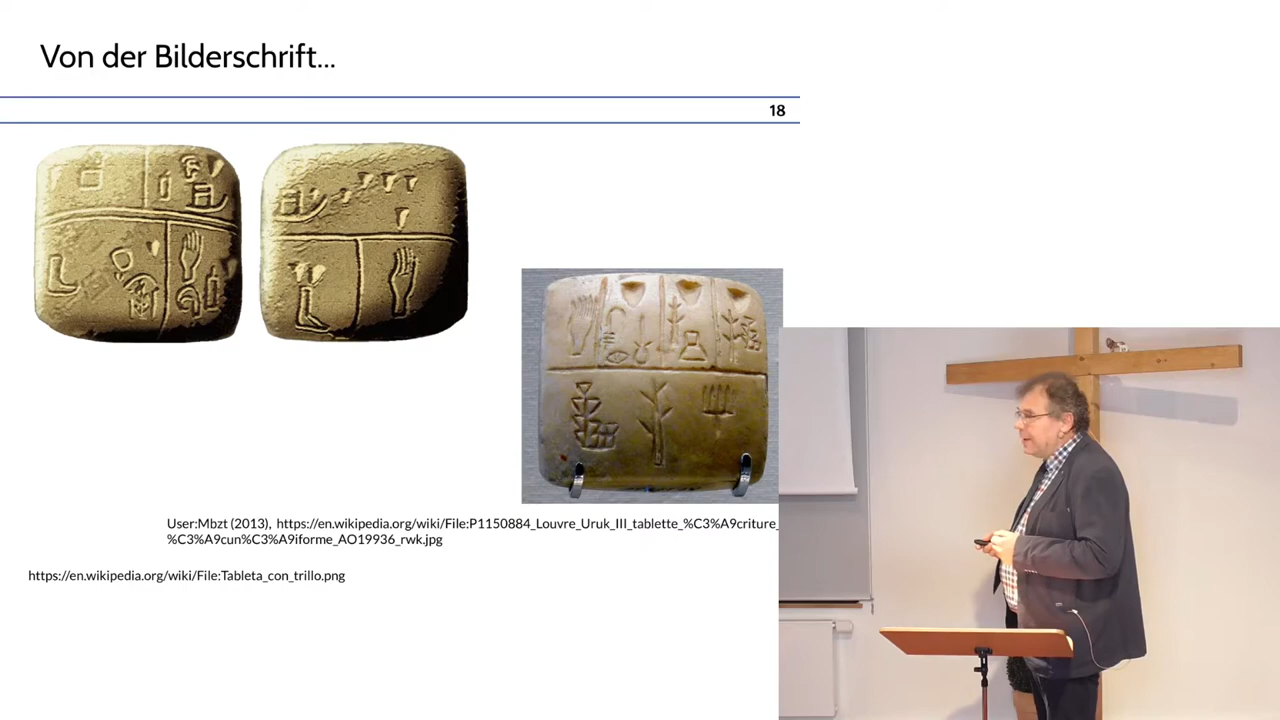 Von der Bilderschrift...
18
User:Mbzt (2013), https://en.wikipedia.org/wiki/File:P1150884_Louvre_Uruk_III_tablette_%C3%A9criture_
%C3%A9cun%C3%A9iforme_AO19936_rwk.jpg
https://en.wikipedia.org/wiki/File:Tableta_con_trillo.png